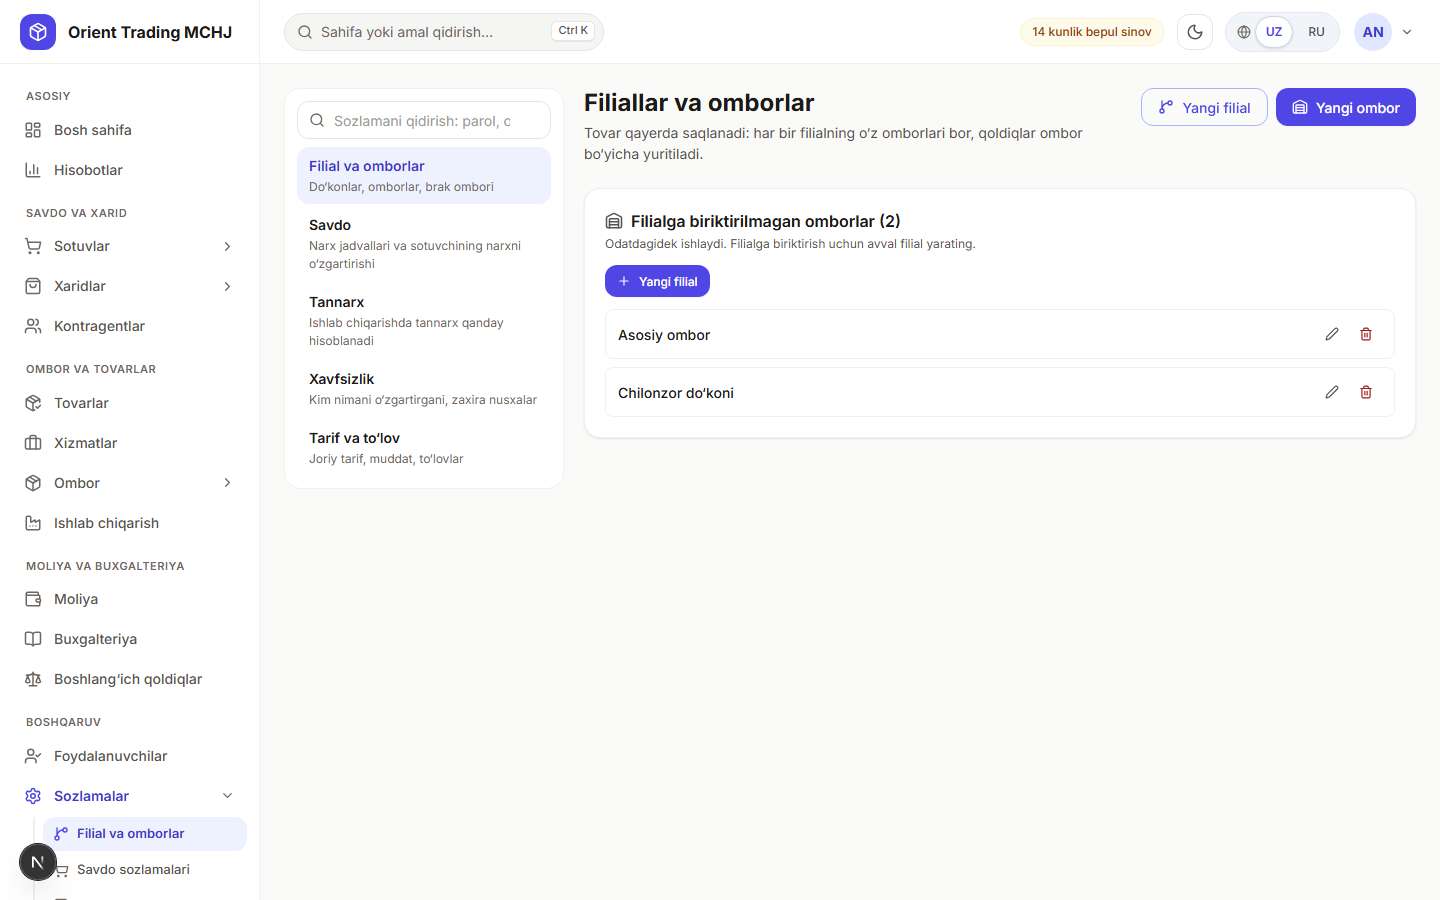 Orient Trading MCHJ
Sahifa yoki amal qidirish...
Ctrl K
14 kunlik bepul sinov
UZ
RU
AN
ASOSIY
Bosh sahifa
Hisobotlar
SAVDO VA XARID
Sotuvlar
Xaridlar
Kontragentlar
OMBOR VA TOVARLAR
Tovarlar
Xizmatlar
Ombor
Ishlab chiqarish
MOLIYA VA BUXGALTERIYA
Moliya
Buxgalteriya
Boshlang‘ich qoldiqlar
BOSHQARUV
Foydalanuvchilar
Sozlamalar
Filial va omborlar
Savdo sozlamalari
N
Sozlamani qidirish: parol, c
Filial va omborlar
Do‘konlar, omborlar, brak ombori
Savdo
Narx jadvallari va sotuvchining narxni
o‘zgartirishi
Tannarx
Ishlab chiqarishda tannarx qanday
hisoblanadi
Xavfsizlik
Kim nimani o‘zgartirgani, zaxira nusxalar
Tarif va to‘lov
Joriy tarif, muddat, to‘lovlar
Filiallar va omborlar
Tovar qayerda saqlanadi: har bir filialning o‘z omborlari bor, qoldiqlar ombor
bo‘yicha yuritiladi.
Yangi filial
Yangi ombor
Filialga biriktirilmagan omborlar (2)
Odatdagidek ishlaydi. Filialga biriktirish uchun avval filial yarating.
Yangi filial
Asosiy ombor
Chilonzor do‘koni